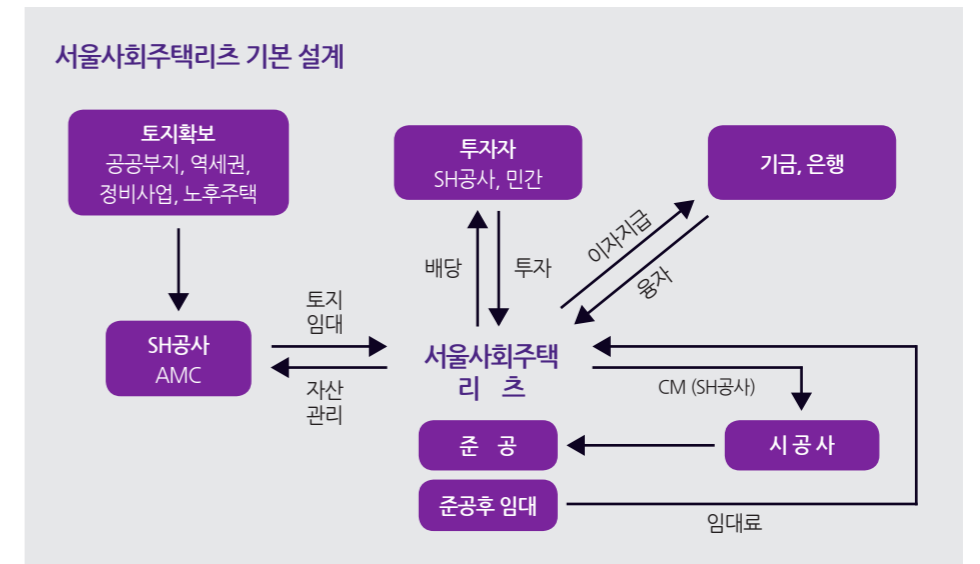 서울사회주택리츠 기본 설계
토지확보
공공부지, 역세권,
정비사업, 노후주택
투자자
SH공사, 민간
기금, 은행
이자지급
융자
배당
투자
토지
임대
SH공사
AMC
자산
관리
서울사회주택
리 츠
CM (SH공사)
준 공
시 공 사
준공후 임대
임대료